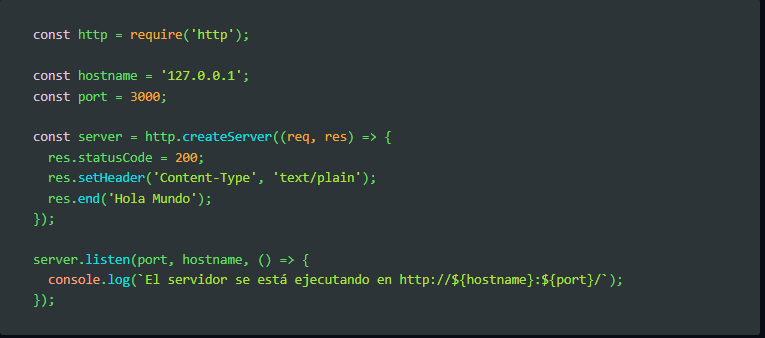 const http = require('http');
const hostname = '127.0.0.1';
const port = 3000;
const server = http.createServer((req, res) => {
  res.statusCode = 200;
  res.setHeader('Content-Type', 'text/plain');
  res.end('Hola Mundo');
});
server.listen(port, hostname, () => {
  console.log(`El servidor se está ejecutando en http://${hostname}:${port}/`);
});